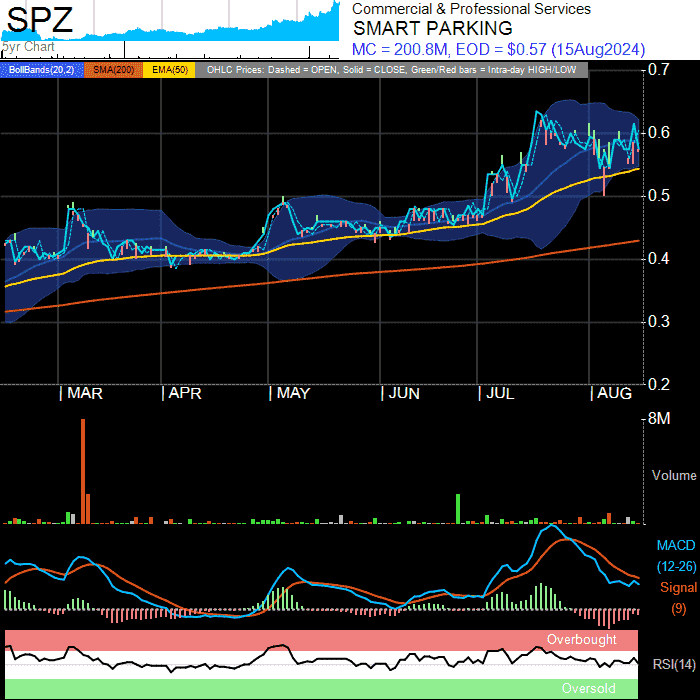 SPZ
Commercial & Professional Services
SMART PARKING
MC = 200.8M, EOD = $0.57 (15Aug2024)
5yr Chart
BollBands(20,2) SMA(200) EMA(50) OHLC Prices: Dashed = OPEN, Solid = CLOSE, Green/Red bars = Intra-day HIGH/LOW
0.7
0.6
0.5
0.4
0.3
0.2
MAR APR MAY JUN JUL AUG
8M
Volume
MACD
(12-26)
Signal
(9)
Overbought
RSI(14)
Oversold